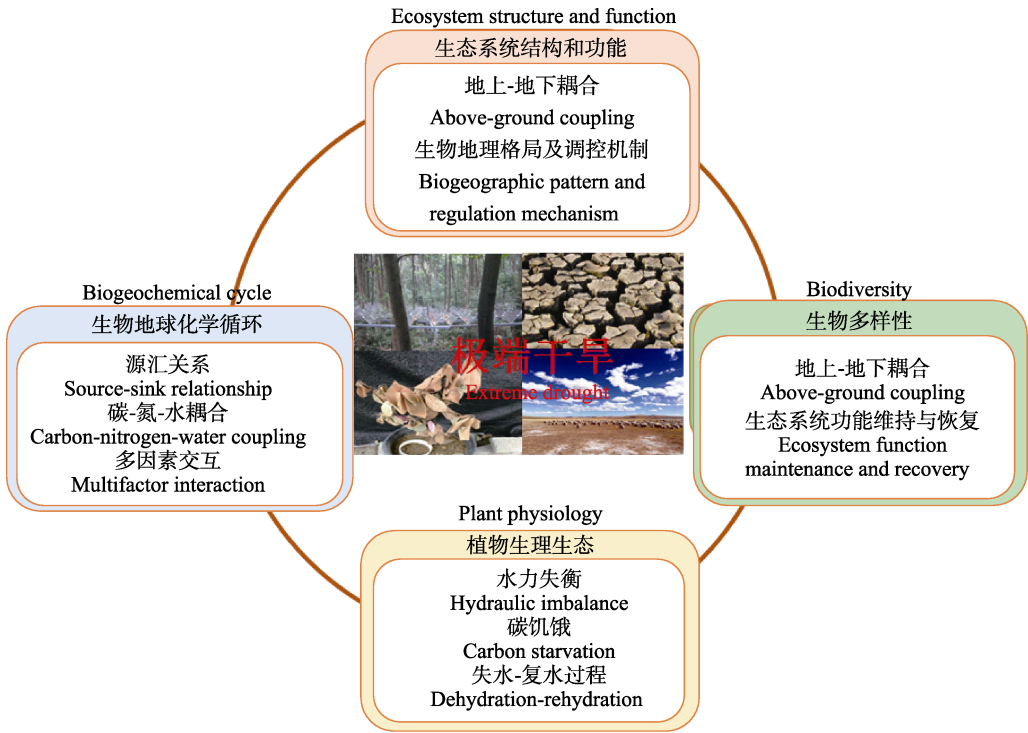 Ecosystem structure and function
生态系统结构和功能
地上-地下耦合
Above-ground coupling
生物地理格局及调控机制
Biogeographic pattern and
regulation mechanism
Biogeochemical cycle
生物地球化学循环
源汇关系
Source-sink relationship
碳-氮-水耦合
Carbon-nitrogen-water coupling
多因素交互
Multifactor interaction
极端干旱
Extreme drought
Biodiversity
生物多样性
地上-地下耦合
Above-ground coupling
生态系统功能维持与恢复
Ecosystem function
maintenance and recovery
Plant physiology
植物生理生态
水力失衡
Hydraulic imbalance
碳饥饿
Carbon starvation
失水-复水过程
Dehydration-rehydration